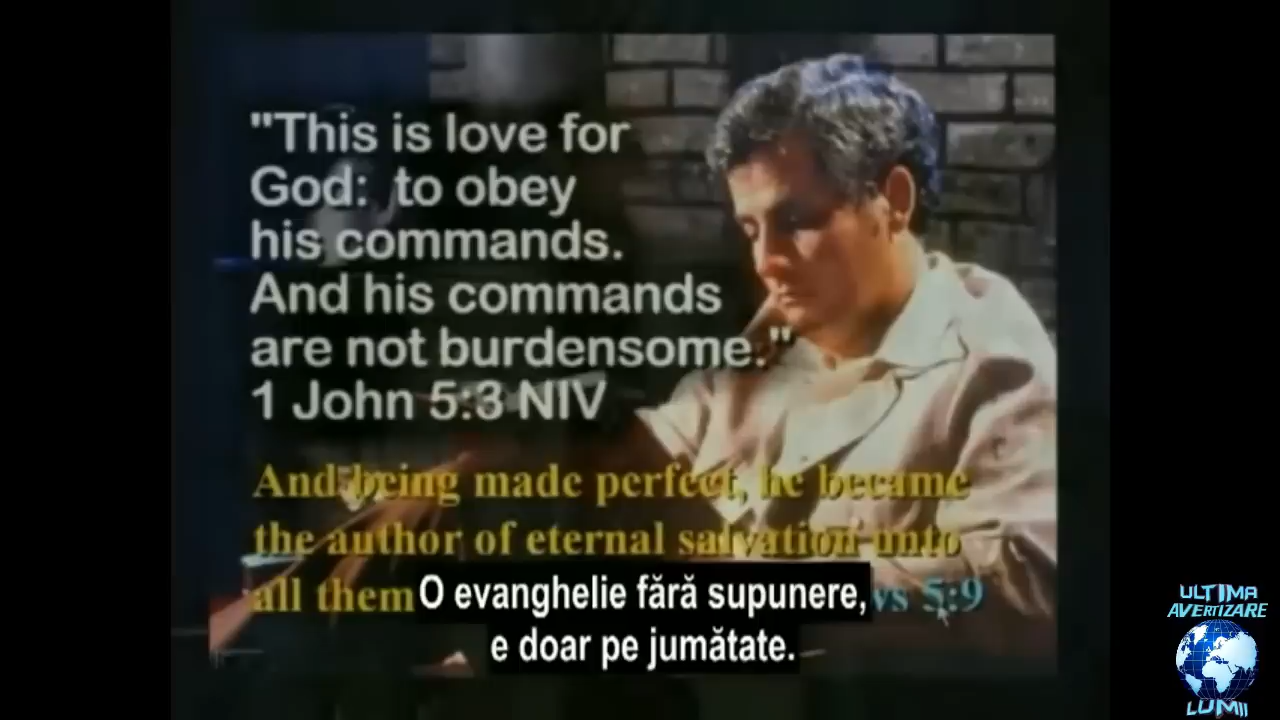 "This is love for
God: to obey
his commands.
And his commands
are not burdensome."
1 John 5:3 NIV
And being made perfect, he became
the author of eternal salvation unto
all them
vs 5:9
O evanghelie fără supunere,
e doar pe jumătate.
ULTIMA
AVERTIZARE
LUMII